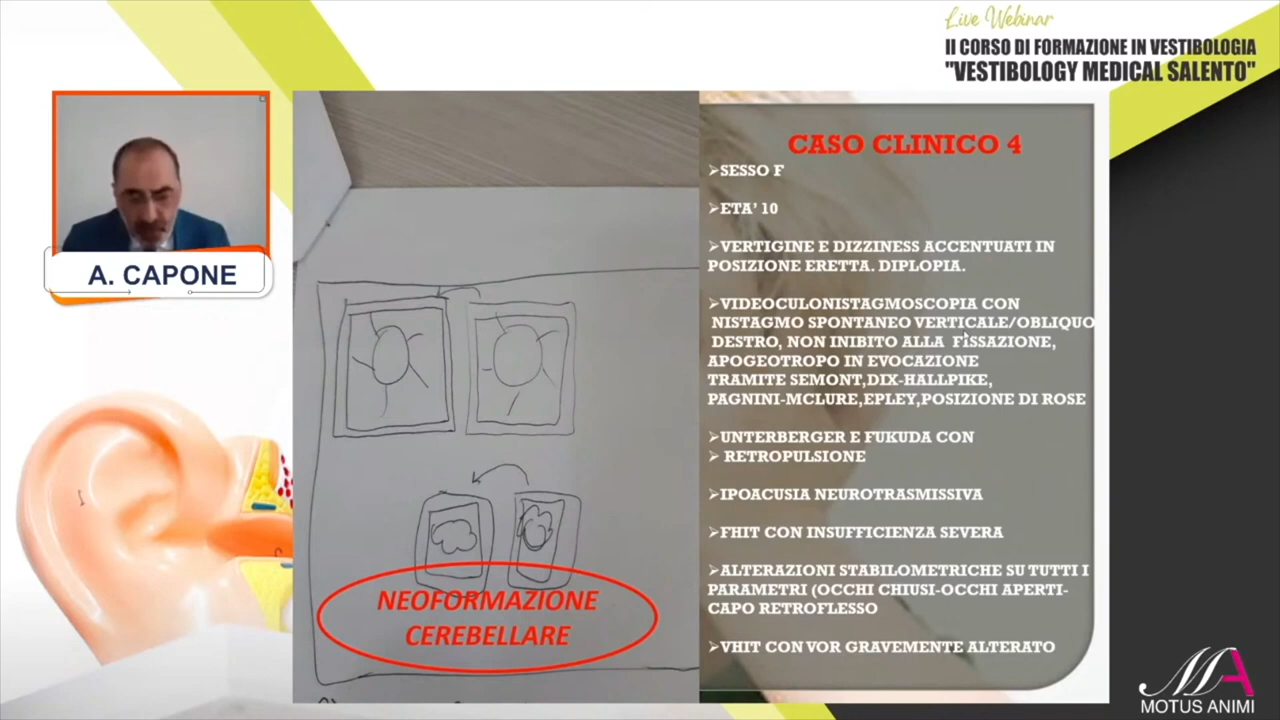 Live Webinar
II CORSO DI FORMAZIONE IN VESTIBOLOGIA
"VESTIBOLOGY MEDICAL SALENTO"
A. CAPONE
NEOFORMAZIONE
CEREBELLARE
CASO CLINICO 4
➢SESSO F
➢ETA' 10
➢VERTIGINE E DIZZINESS ACCENTUATI IN
POSIZIONE ERETTA. DIPLOPIA.
➢VIDEOCULONISTAGMOSCOPIA CON
NISTAGMO SPONTANEO VERTICALE/OBLIQUO
DESTRO, NON INIBITO ALLA FISSAZIONE,
APOGEOTROPO IN EVOCAZIONE
TRAMITE SEMONT,DIX-HALLPIKE,
PAGNINI-MCLURE,EPLEY,POSIZIONE DI ROSE
➢UNTERBERGER E FUKUDA CON
➢ RETROPULSIONE
➢IPOACUSIA NEUROTRASMISSIVA
➢FHIT CON INSUFFICIENZA SEVERA
➢ALTERAZIONI STABILOMETRICHE SU TUTTI I
PARAMETRI (OCCHI CHIUSI-OCCHI APERTI-
CAPO RETROFLESSO
➢VHIT CON VOR GRAVEMENTE ALTERATO
MA
MOTUS ANIMI